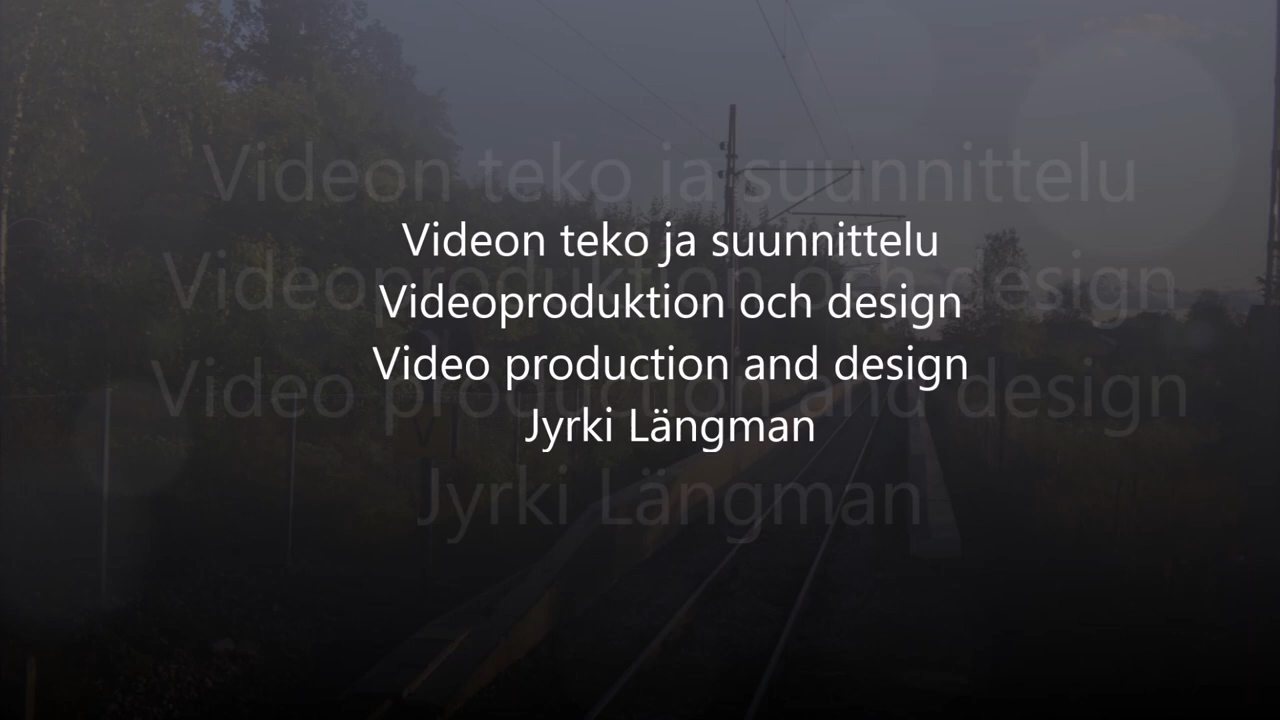 Videon teko ja suunnittelu
Videoproduktion och design
Video production and design
Jyrki Längman